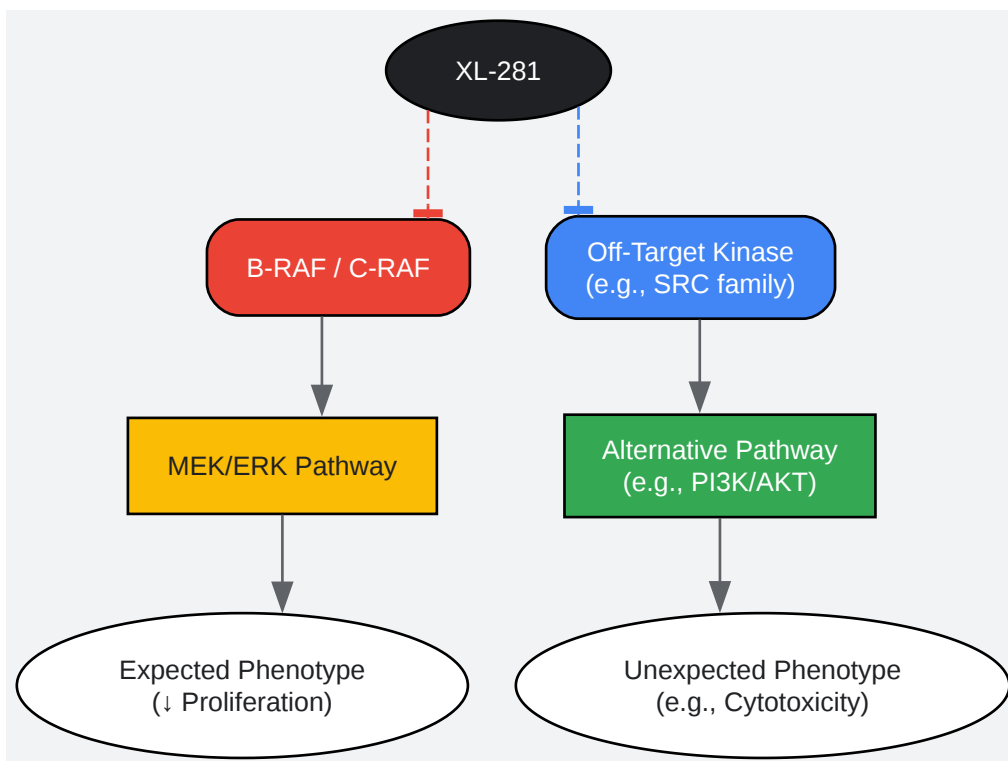 XL-281
B-RAF / C-RAF
Off-Target Kinase
(e.g., SRC family)
MEK/ERK Pathway
Alternative Pathway
(e.g., PI3K/AKT)
Expected Phenotype
(↓ Proliferation)
Unexpected Phenotype
(e.g., Cytotoxicity)